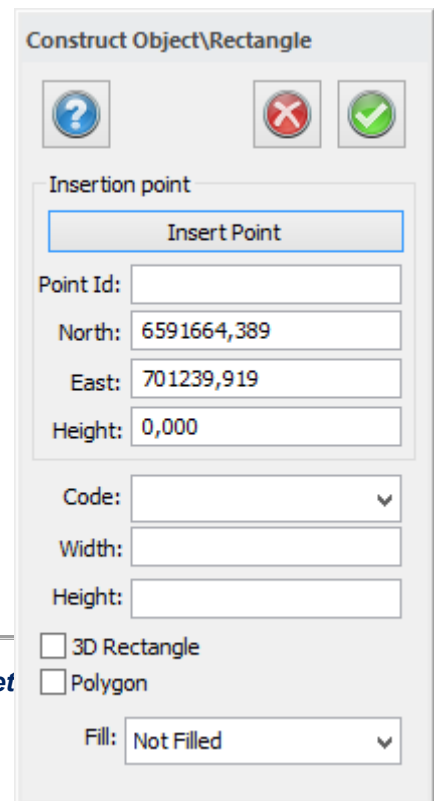 Construct Object\Rectangle
?
Insertion point
Insert Point
Point Id:
North: 6591664,389
East: 701239,919
Height: 0,000
Code:
Width:
Height:
3D Rectangle
et
Polygon
Fill: Not Filled